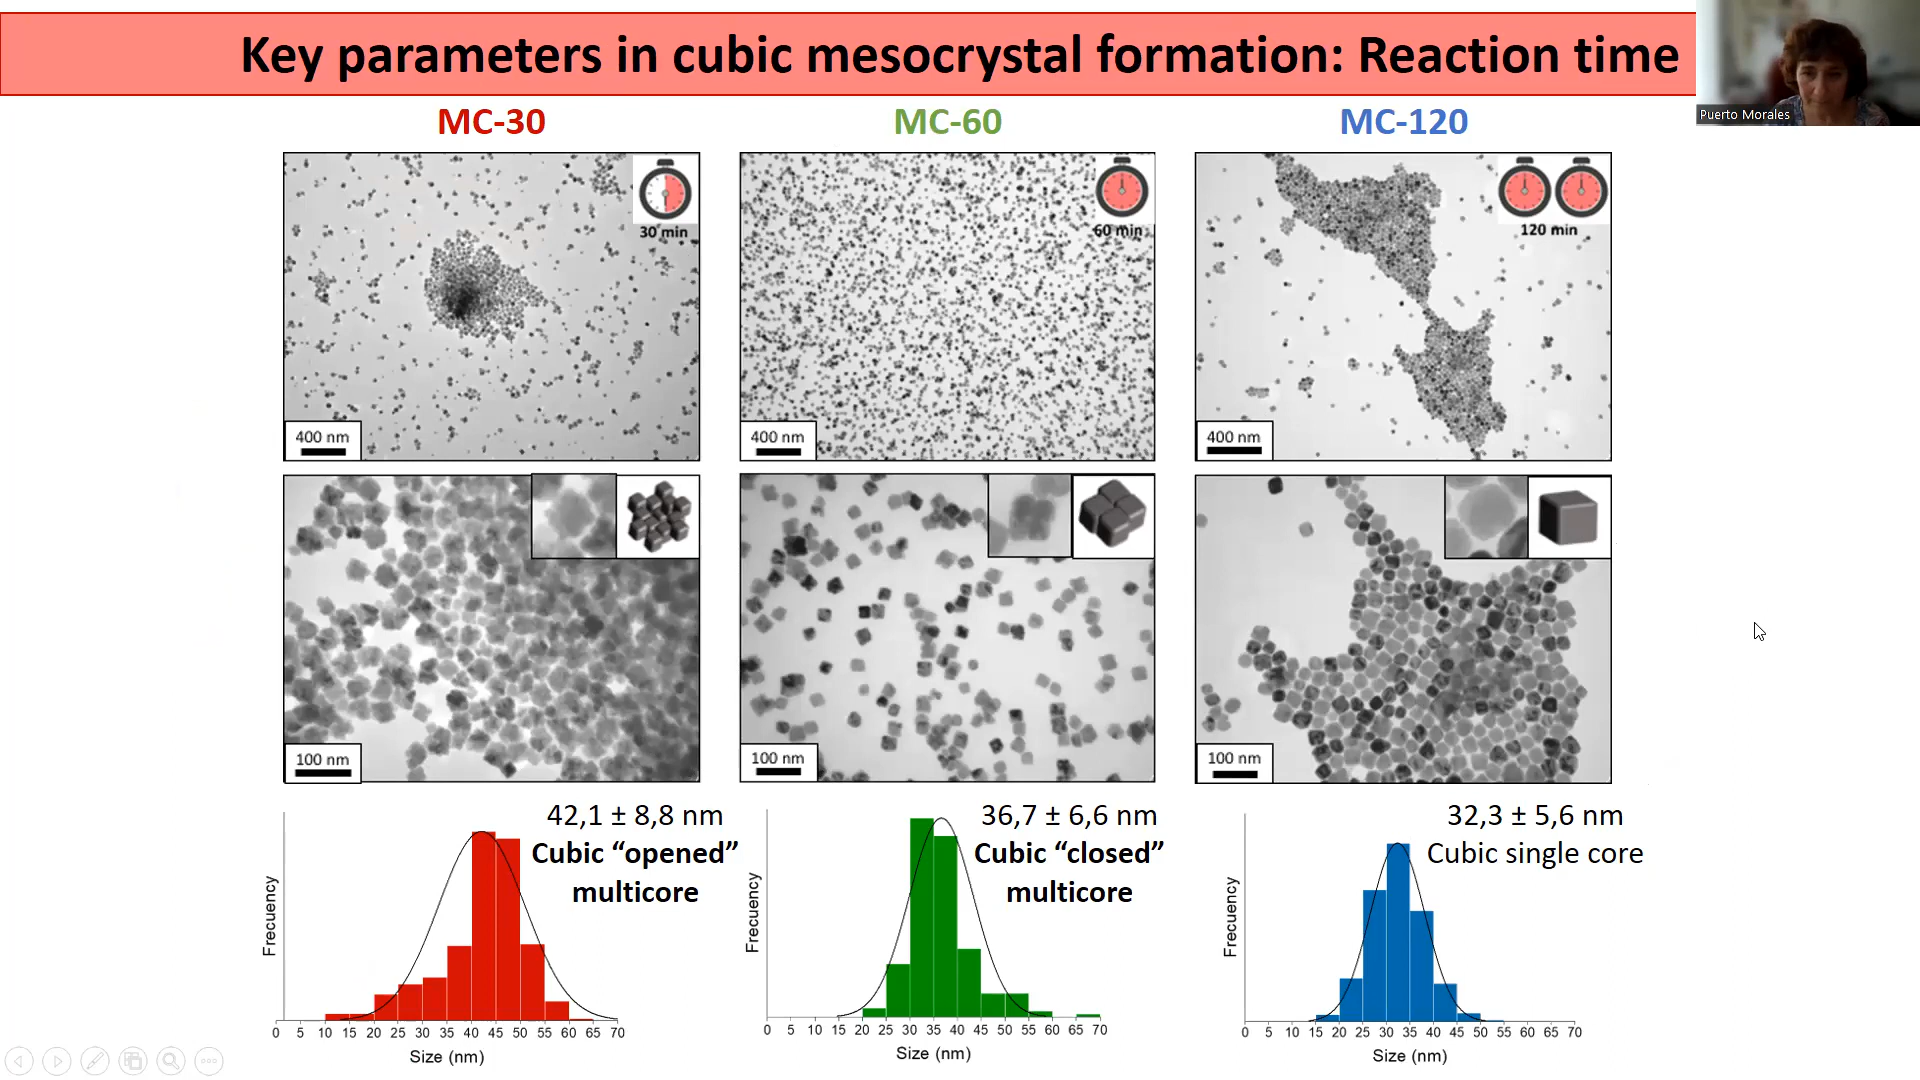 Key parameters in cubic mesocrystal formation: Reaction time
Puerto Morales
MC-30
MC-60
MC-120
30 min
60 min
120 min
400 nm
400 nm
400 nm
100 nm
100 nm
100 nm
42,1 ± 8,8 nm
Cubic “opened”
multicore
36,7 ± 6,6 nm
Cubic “closed”
multicore
32,3 ± 5,6 nm
Cubic single core
Frecuency
0 5 10 15 20 25 30 35 40 45 50 55 60 65 70
Size (nm)
Frecuency
0 5 10 15 20 25 30 35 40 45 50 55 60 65 70
Size (nm)
Frecuency
0 5 10 15 20 25 30 35 40 45 50 55 60 65 70
Size (nm)